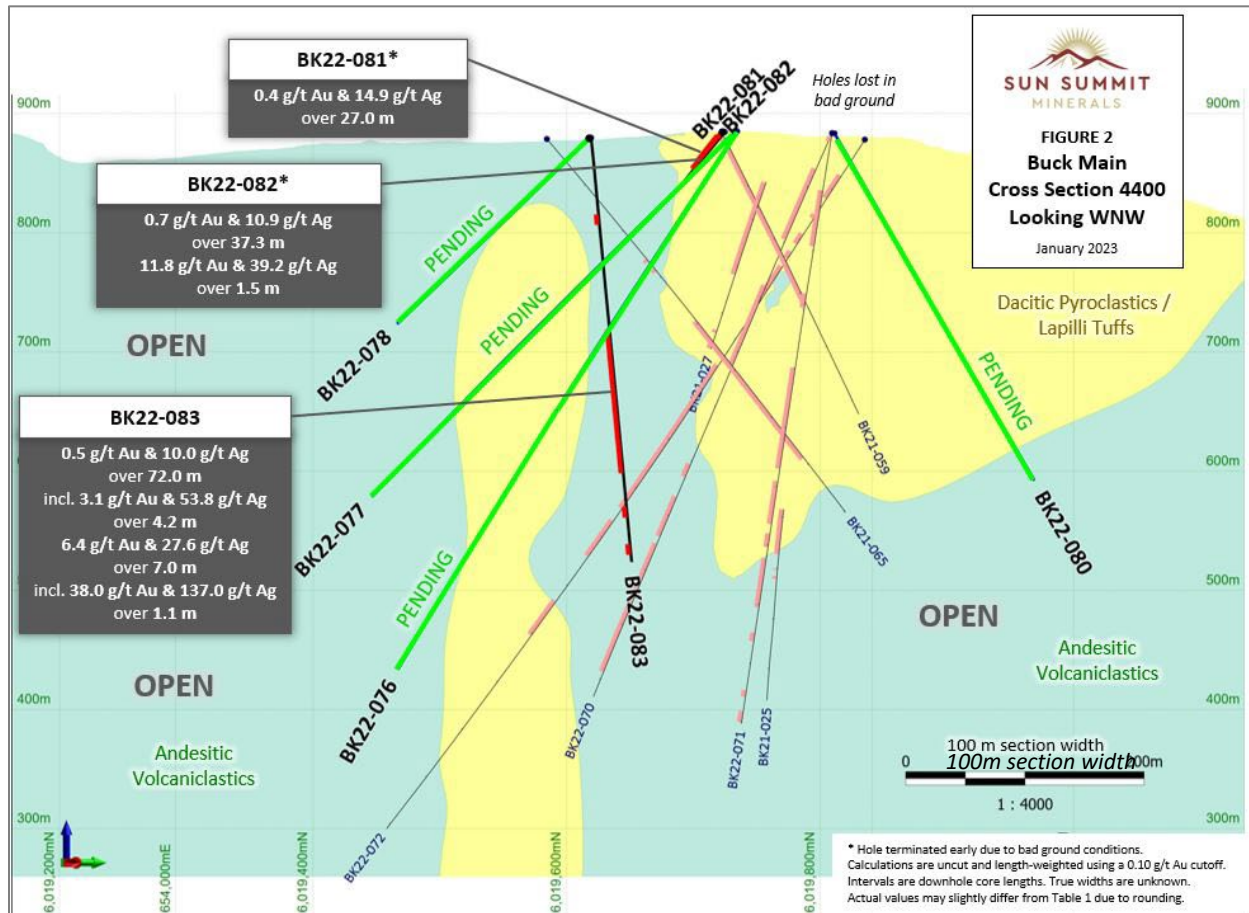 BK22-081*
0.4 g/t Au & 14.9 g/t Ag
over 27.0 m
BK22-082*
0.7 g/t Au & 10.9 g/t Ag
over 37.3 m
11.8 g/t Au & 39.2 g/t Ag
over 1.5 m
BK22-083
0.5 g/t Au & 10.0 g/t Ag
over 72.0 m
incl. 3.1 g/t Au & 53.8 g/t Ag
over 4.2 m
6.4 g/t Au & 27.6 g/t Ag
over 7.0 m
incl. 38.0 g/t Au & 137.0 g/t Ag
over 1.1 m
BK22-081
BK22-082
Holes lost in
bad ground
SUN SUMMIT
MINERALS
FIGURE 2
Buck Main
Cross Section 4400
Looking WNW
January 2023
900m
800m
700m
400m
300m
900m
800m
700m
600m
500m
400m
300m
PENDING
PENDING
PENDING
PENDING
BK22-078
BK22-077
BK22-076
BK22-083
BK22-080
BK21-027
BK21-059
BK21-065
BK22-070
BK22-071
BK21-025
BK22-072
OPEN
OPEN
OPEN
Dacitic Pyroclastics /
Lapilli Tuffs
Andesitic
Volcaniclastics
Andesitic
Volcaniclastics
100 m section width
100m section width
0
200m
1 : 4000
6,019,200mN
654,000mE
6,019,400mN
6,019,600mN
6,019,800mN
* Hole terminated early due to bad ground conditions.
Calculations are uncut and length-weighted using a 0.10 g/t Au cutoff.
Intervals are downhole core lengths. True widths are unknown.
Actual values may slightly differ from Table 1 due to rounding.